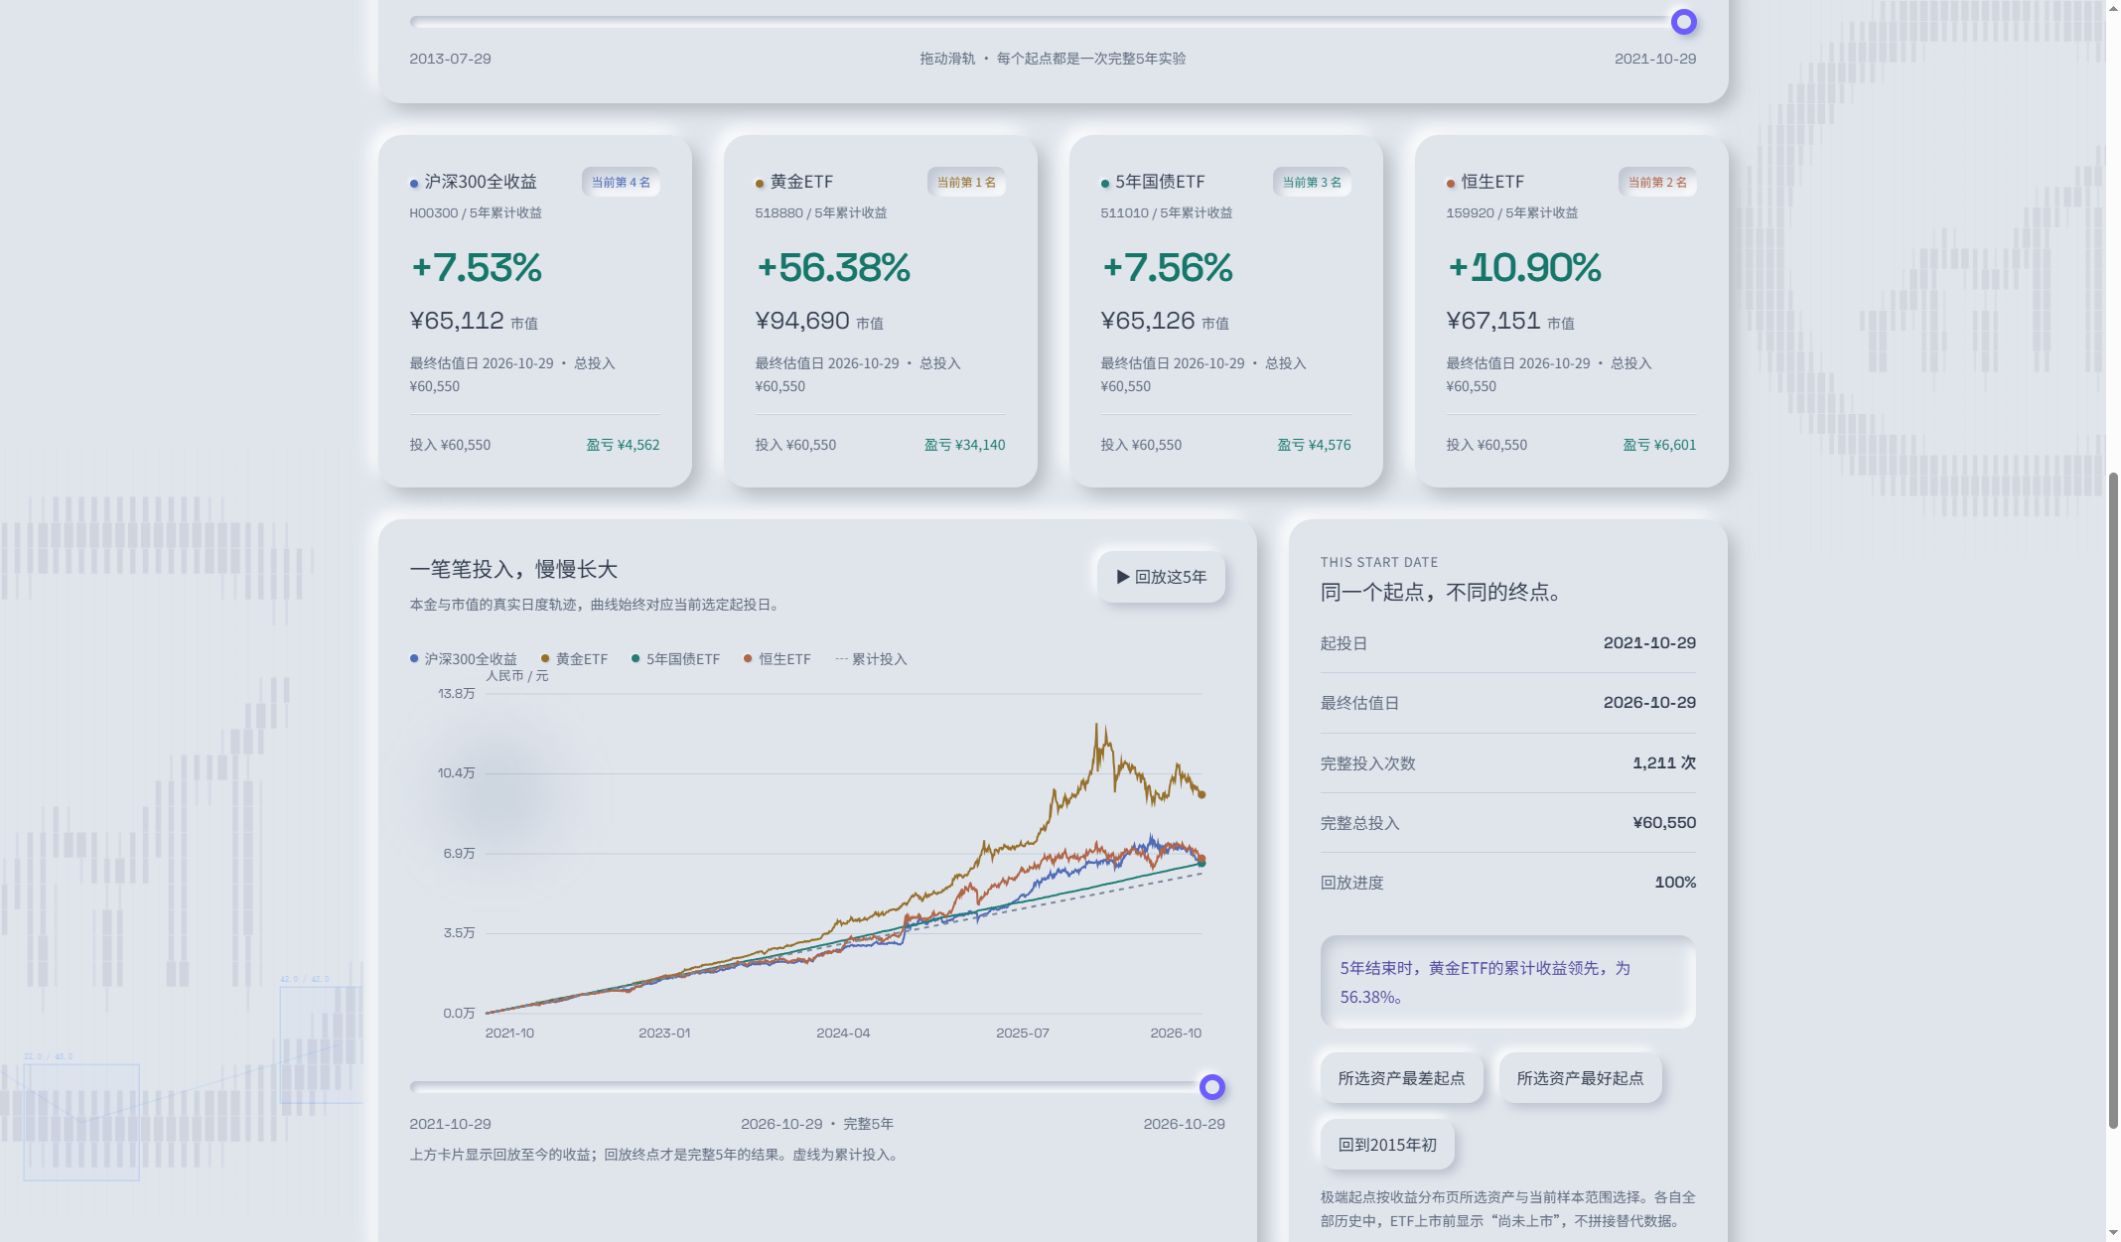 2013-07-29
拖动滑轨 · 每个起点都是一次完整5年实验
2021-10-29
沪深300全收益
当前第 4 名
H00300 / 5年累计收益
+7.53%
¥65,112 市值
最终估值日 2026-10-29 · 总投入
¥60,550
投入 ¥60,550
盈亏 ¥4,562
黄金ETF
当前第 1 名
518880 / 5年累计收益
+56.38%
¥94,690 市值
最终估值日 2026-10-29 · 总投入
¥60,550
投入 ¥60,550
盈亏 ¥34,140
5年国债ETF
当前第 3 名
511010 / 5年累计收益
+7.56%
¥65,126 市值
最终估值日 2026-10-29 · 总投入
¥60,550
投入 ¥60,550
盈亏 ¥4,576
恒生ETF
当前第 2 名
159920 / 5年累计收益
+10.90%
¥67,151 市值
最终估值日 2026-10-29 · 总投入
¥60,550
投入 ¥60,550
盈亏 ¥6,601
一笔笔投入，慢慢长大
▶ 回放这5年
本金与市值的真实日度轨迹，曲线始终对应当前选定起投日。
沪深300全收益
黄金ETF
5年国债ETF
恒生ETF
累计投入
人民币 / 元
13.8万
10.4万
6.9万
3.5万
0.0万
2021-10
2023-01
2024-04
2025-07
2026-10
2021-10-29
2026-10-29 · 完整5年
2026-10-29
上方卡片显示回放至今的收益；回放终点才是完整5年的结果。虚线为累计投入。
THIS START DATE
同一个起点，不同的终点。
起投日
2021-10-29
最终估值日
2026-10-29
完整投入次数
1,211 次
完整总投入
¥60,550
回放进度
100%
5年结束时，黄金ETF的累计收益领先，为
56.38%。
所选资产最差起点
所选资产最好起点
回到2015年初
极端起点按收益分布页所选资产与当前样本范围选择。各自全
部历史中，ETF上市前显示“尚未上市”，不拼接替代数据。